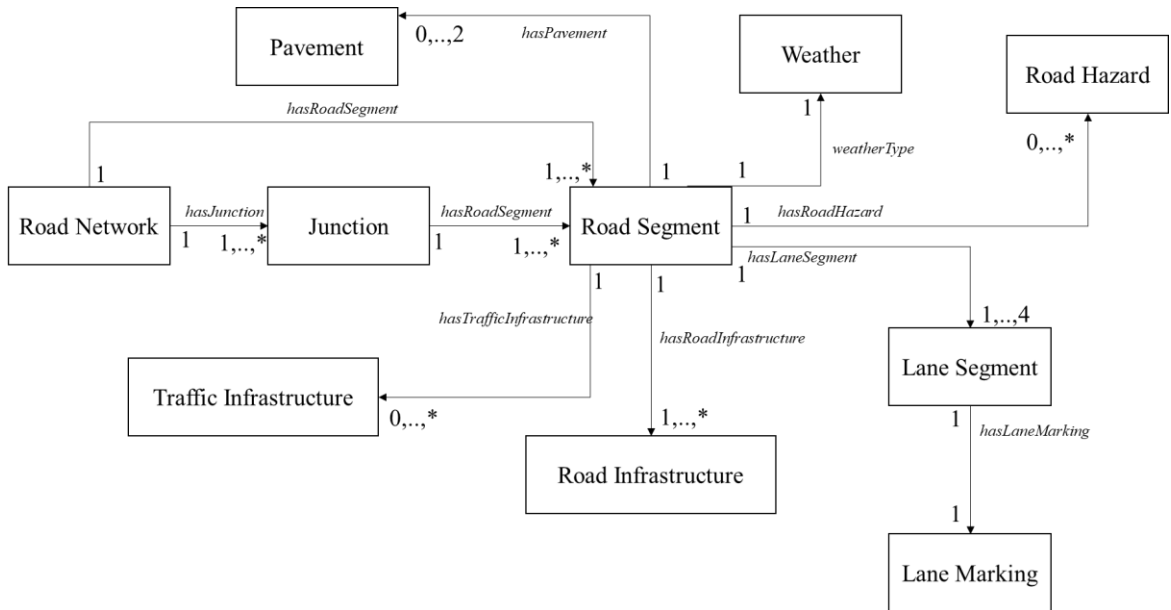 Pavement
0,..,2
hasPavement
Weather
1
Road Hazard
0,..,*
hasRoadSegment
weatherType
1
1,..,*
1
1
Road Network
hasJunction
1
1,..,*
Junction
hasRoadSegment
1
1,..,*
Road Segment
1
hasRoadHazard
hasLaneSegment
1
1
1
hasTrafficInfrastructure
hasRoadInfrastructure
1,..,4
Lane Segment
Traffic Infrastructure
0,..,*
1,..,*
1
hasLaneMarking
Road Infrastructure
1
Lane Marking